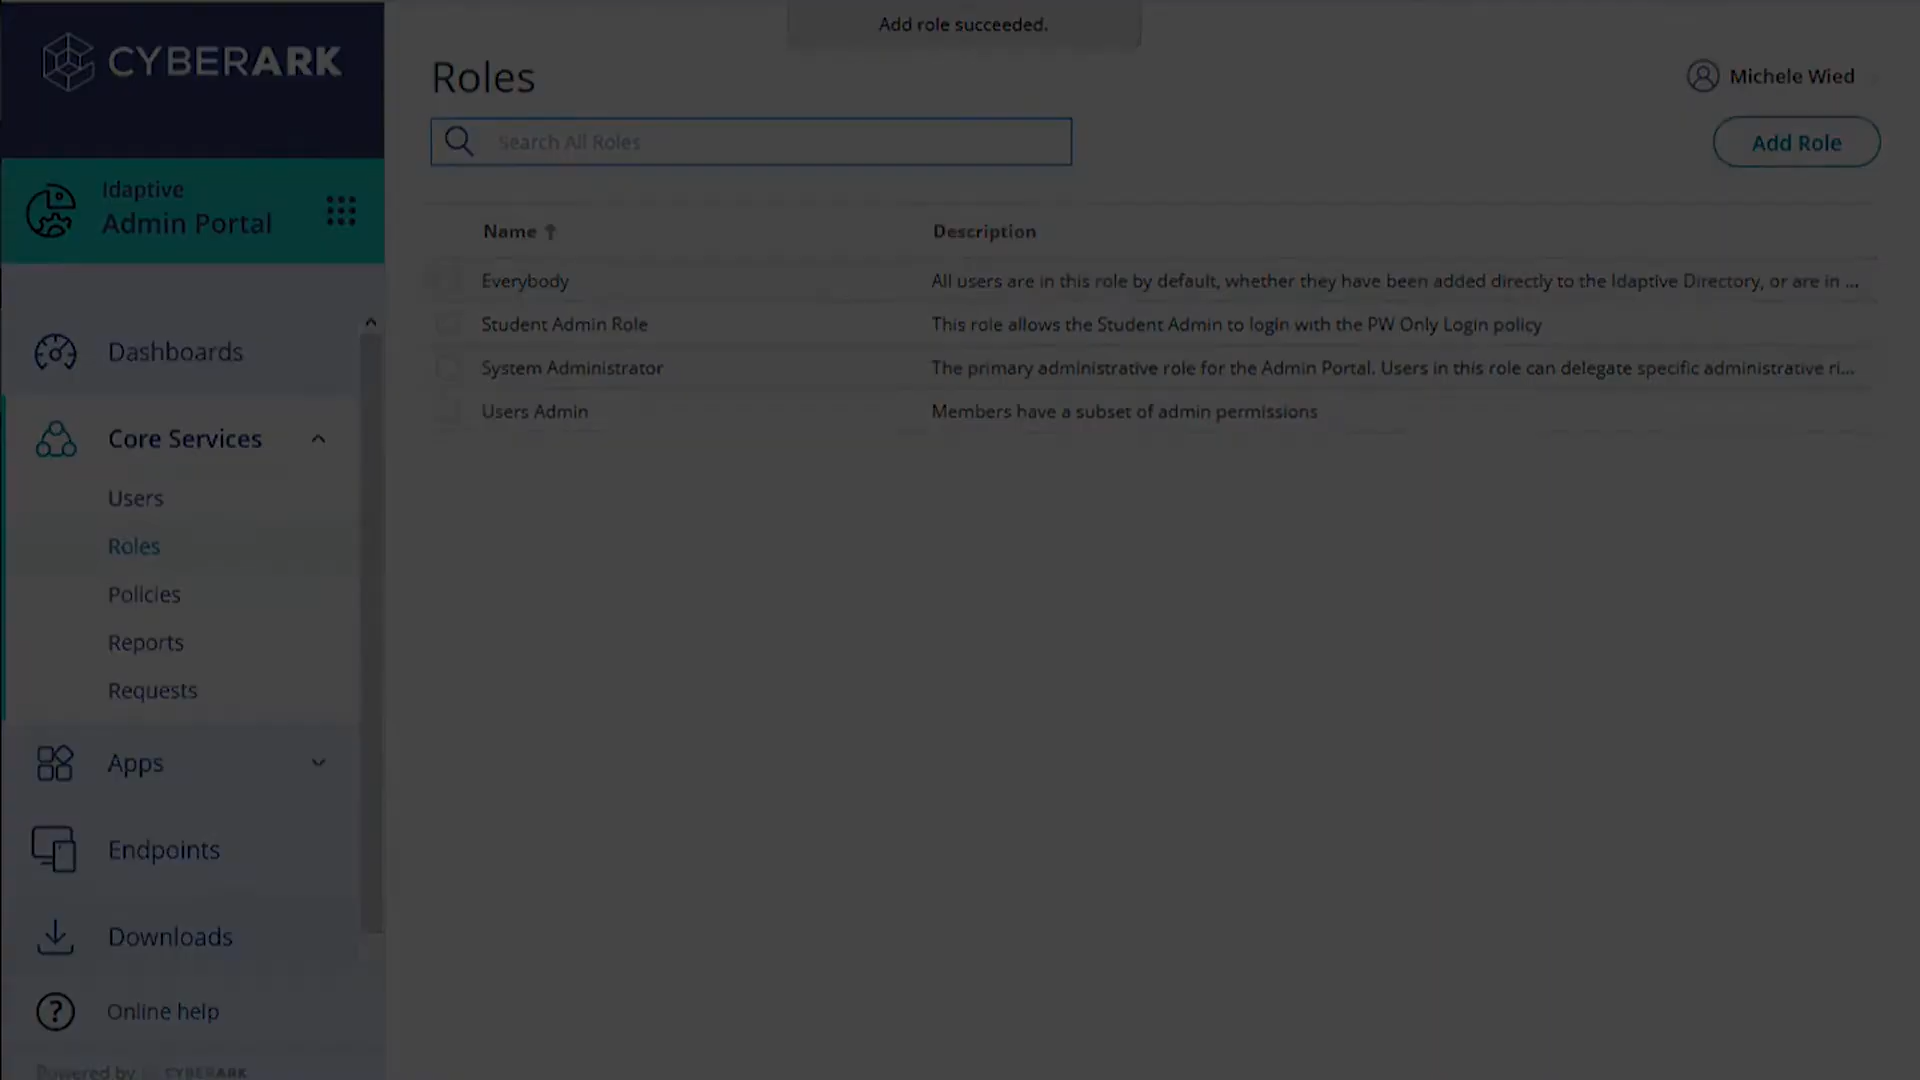 Add role succeeded.
CYBERARK
Roles
Michele Wied
Search All Roles
Add Role
Idaptive
Admin Portal
Name
Description
Everybody
All users are in this role by default, whether they have been added directly to the Idaptive Directory, or are in ...
Student Admin Role
This role allows the Student Admin to login with the PW Only Login policy
System Administrator
The primary administrative role for the Admin Portal. Users in this role can delegate specific administrative ri...
Users Admin
Members have a subset of admin permissions
Dashboards
Core Services
Users
Roles
Policies
Reports
Requests
Apps
Endpoints
Downloads
Online help
Powered by CYBERARK